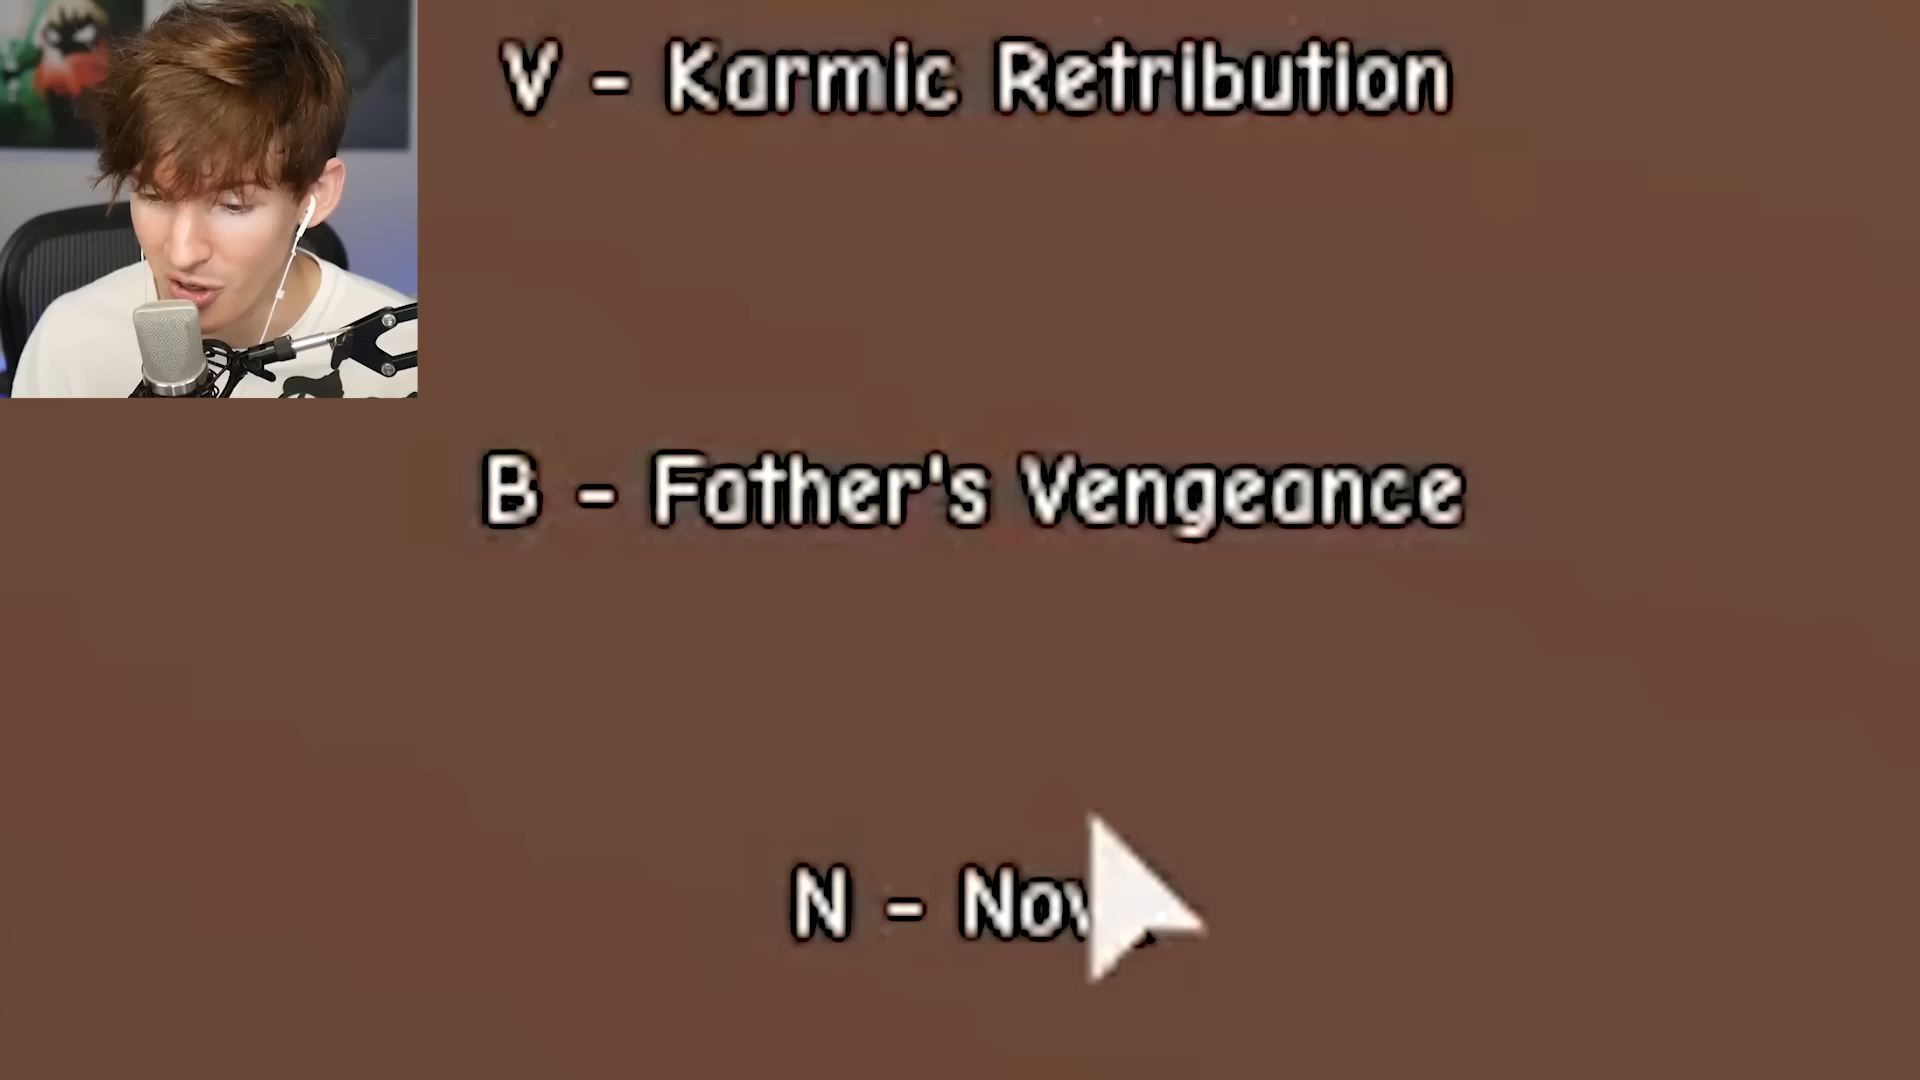 V - Karmic Retribution
B - Father's Vengeance
N -